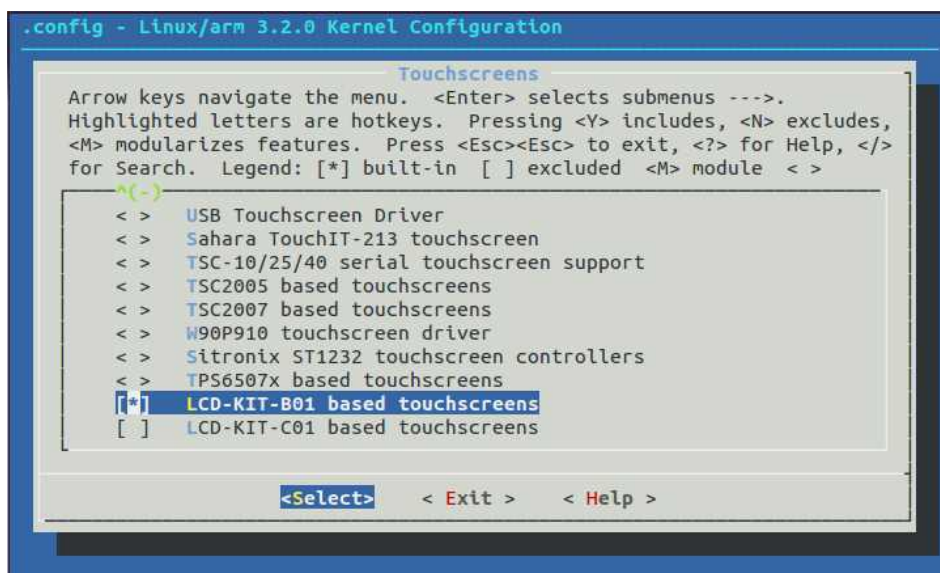 .config - Linux/arm 3.2.0 Kernel Configuration
Touchscreens
Arrow keys navigate the menu.  <Enter> selects submenus --->.
Highlighted letters are hotkeys.  Pressing <Y> includes, <N> excludes,
<M> modularizes features.  Press <Esc><Esc> to exit, <?> for Help, </>
for Search.  Legend: [*] built-in  [ ] excluded  <M> module  < >
^(-)
< >   USB Touchscreen Driver
< >   Sahara TouchIT-213 touchscreen
< >   TSC-10/25/40 serial touchscreen support
< >   TSC2005 based touchscreens
< >   TSC2007 based touchscreens
< >   W90P910 touchscreen driver
< >   Sitronix ST1232 touchscreen controllers
< >   TPS6507x based touchscreens
[*]   LCD-KIT-B01 based touchscreens
[ ]   LCD-KIT-C01 based touchscreens
<Select>    < Exit >    < Help >